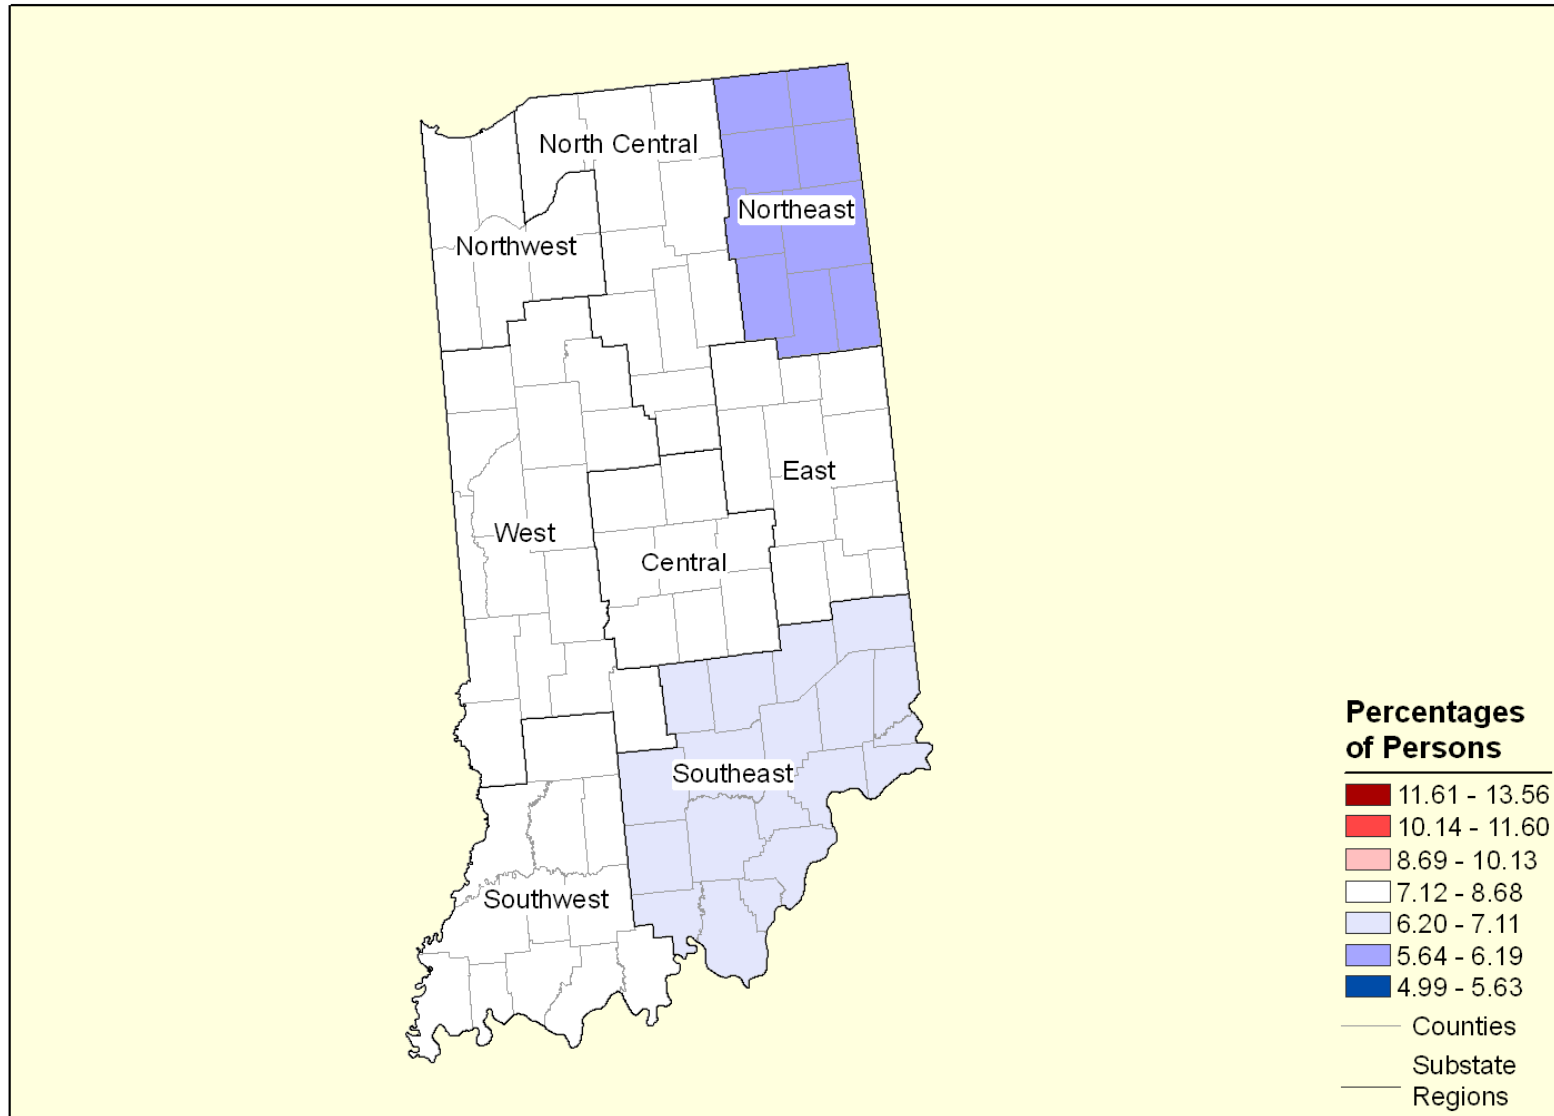 North Central
Northeast
Northwest
East
West
Central
Southeast
Southwest
Percentages
of Persons
11.61 - 13.56
10.14 - 11.60
8.69 - 10.13
7.12 - 8.68
6.20 - 7.11
5.64 - 6.19
4.99 - 5.63
Counties
Substate
Regions